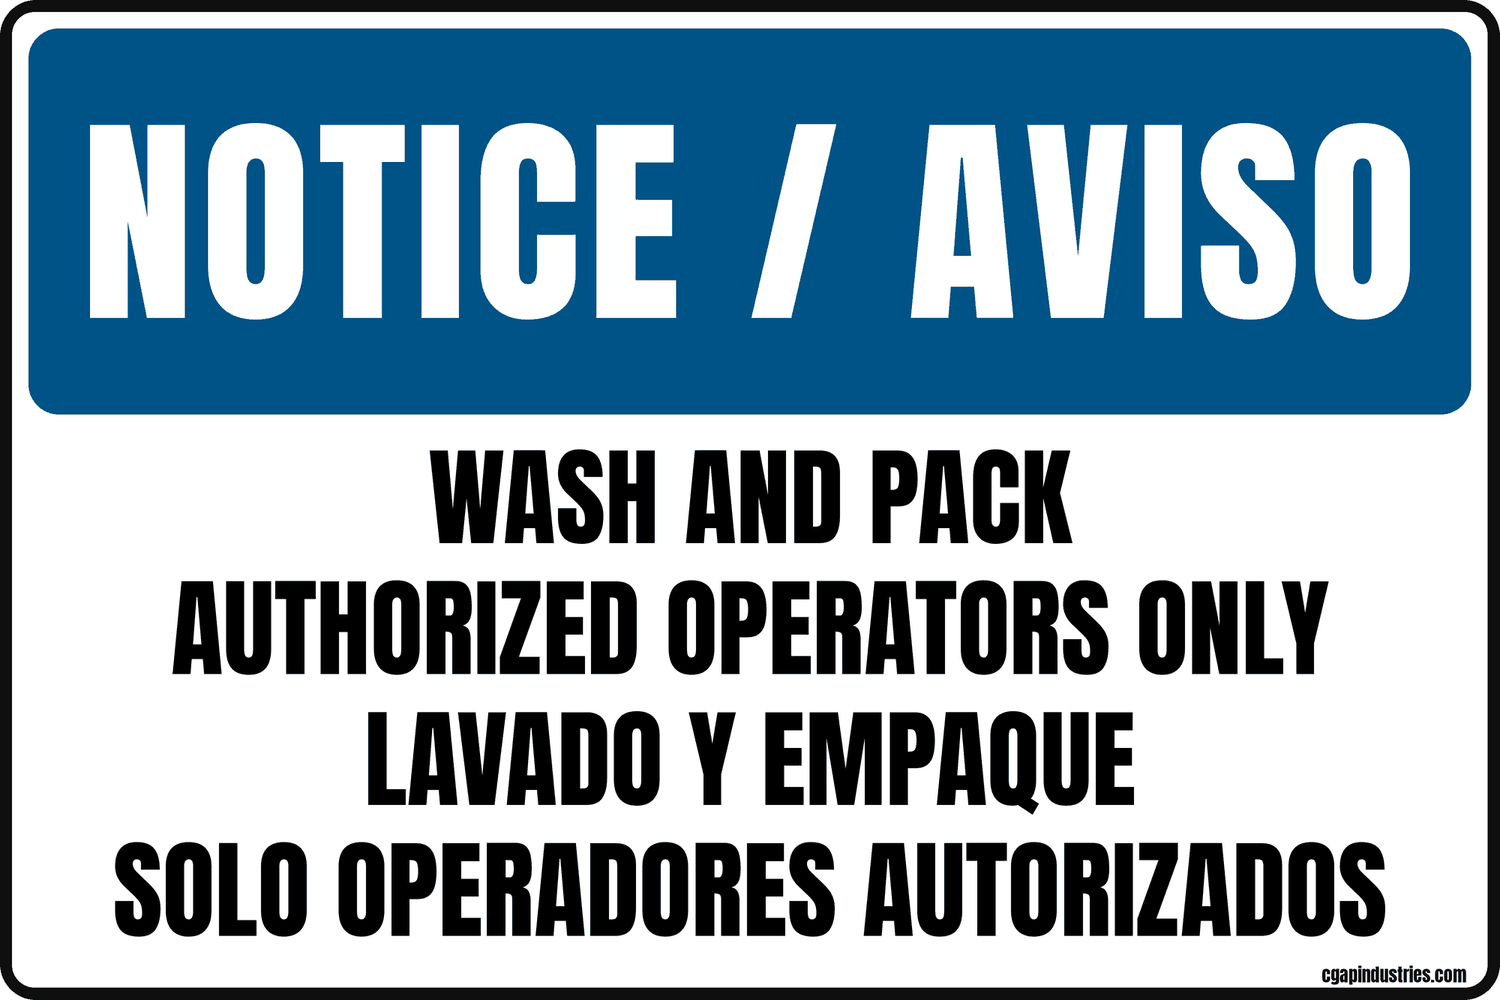 NOTICE / AVISO
WASH AND PACK
AUTHORIZED OPERATORS ONLY
LAVADO Y EMPAQUE
SOLO OPERADORES AUTORIZADOS
cgapindustries.com